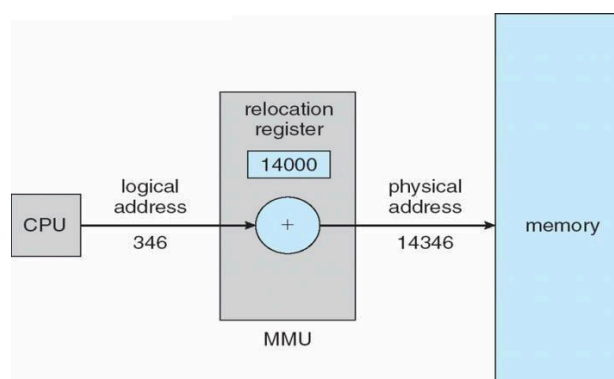 relocation
register
14000
logical
address
346
CPU
+
physical
address
14346
memory
MMU